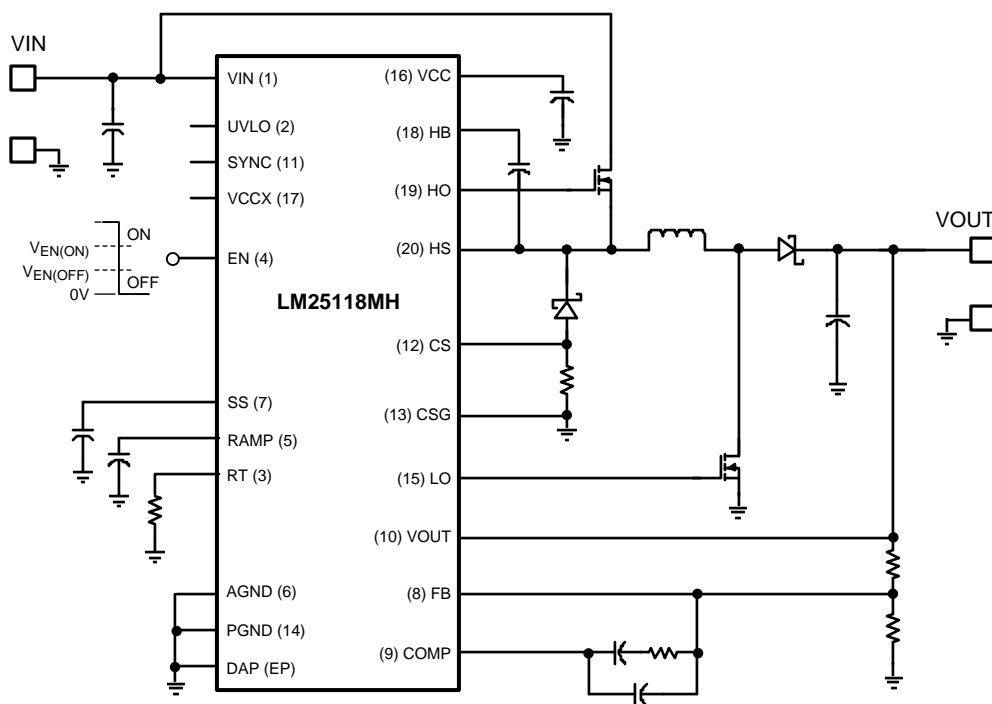 VIN
VOUT
VIN (1)
UVLO (2)
SYNC (11)
VCCX (17)
EN (4)
SS (7)
RAMP (5)
RT (3)
AGND (6)
PGND (14)
DAP (EP)
LM25118MH
(16) VCC
(18) HB
(19) HO
(20) HS
(12) CS
(13) CSG
(15) LO
(10) VOUT
(8) FB
(9) COMP
ON
VEN(ON)
VEN(OFF)
OFF
0V